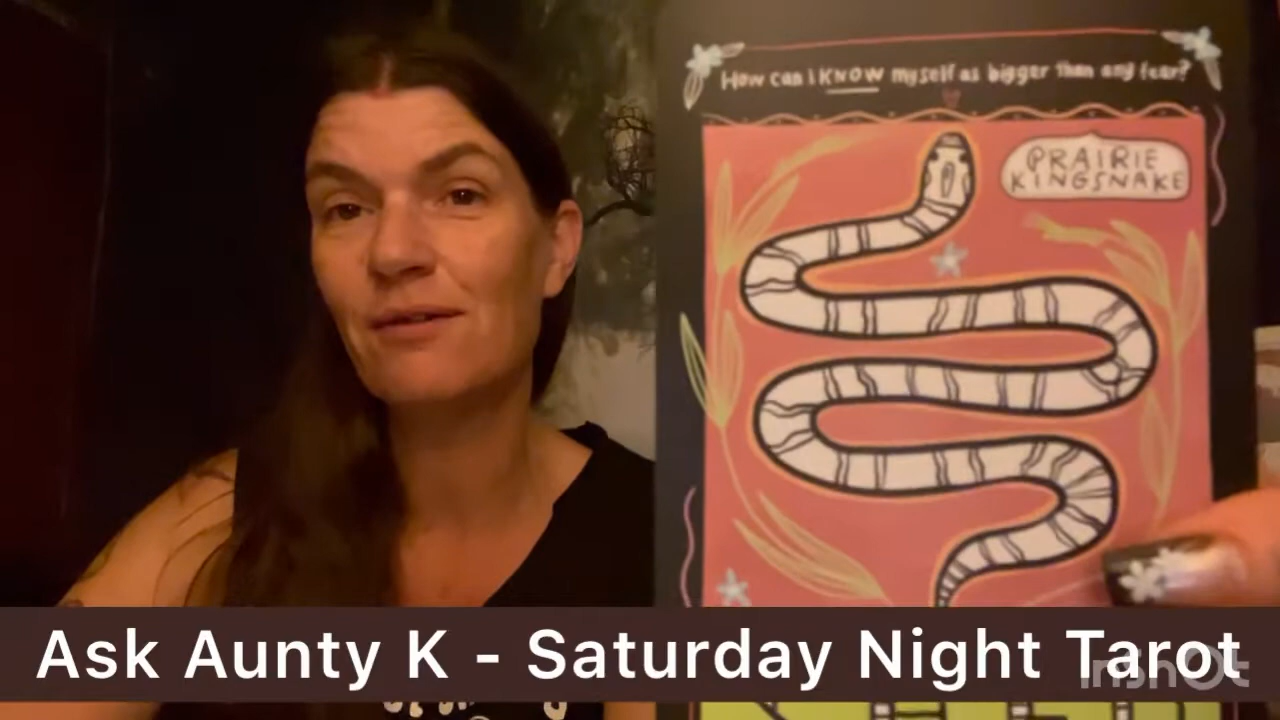 How can I KNOW myself as bigger than any fear?
PRAIRIE
KINGSNAKE
Ask Aunty K - Saturday Night Tarot
InShOt